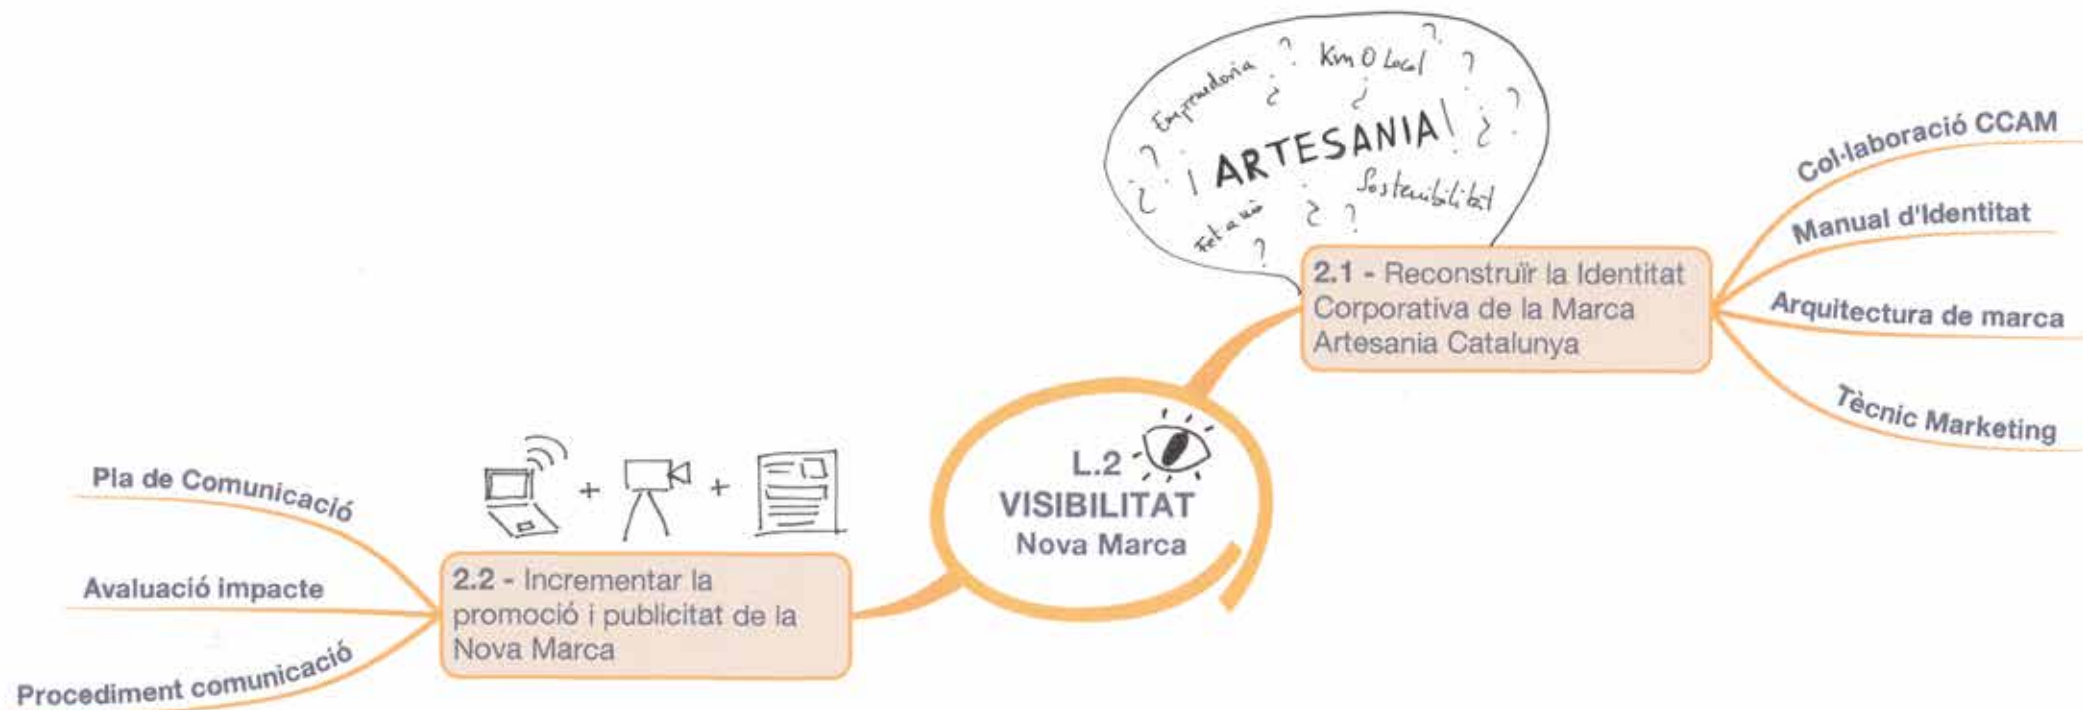 Emprenedoria
Km 0 Local
¡ARTESANIA!
Sostenibilitat
Fet a mà
Col·laboració CCAM
Manual d'Identitat
2.1 - Reconstruïr la Identitat
Corporativa de la Marca
Artesania Catalunya
Arquitectura de marca
Tècnic Marketing
L.2
VISIBILITAT
Nova Marca
Pla de Comunicació
Avaluació impacte
Procediment comunicació
2.2 - Incrementar la
promoció i publicitat de la
Nova Marca